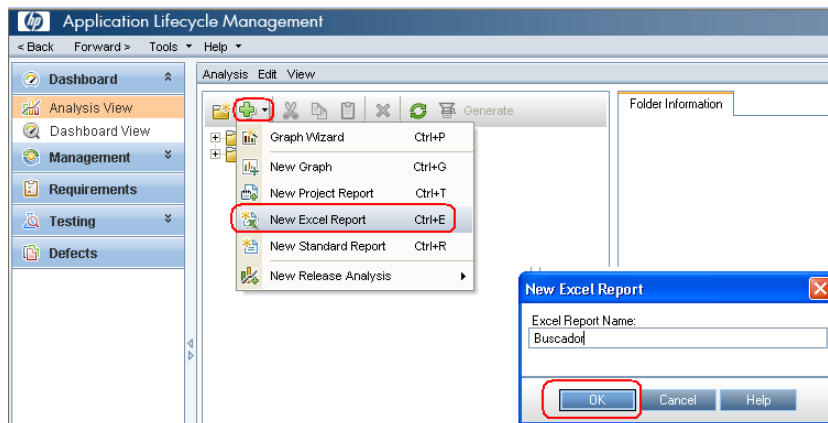 hp Application Lifecycle Management
< Back Forward > Tools Help
Dashboard
Analysis View
Dashboard View
Management
Requirements
Testing
Defects
Analysis Edit View
Generate
Graph Wizard Ctrl+P
New Graph Ctrl+G
New Project Report Ctrl+T
New Excel Report Ctrl+E
New Standard Report Ctrl+R
New Release Analysis
Folder Information
New Excel Report
Excel Report Name:
Buscador
OK Cancel Help